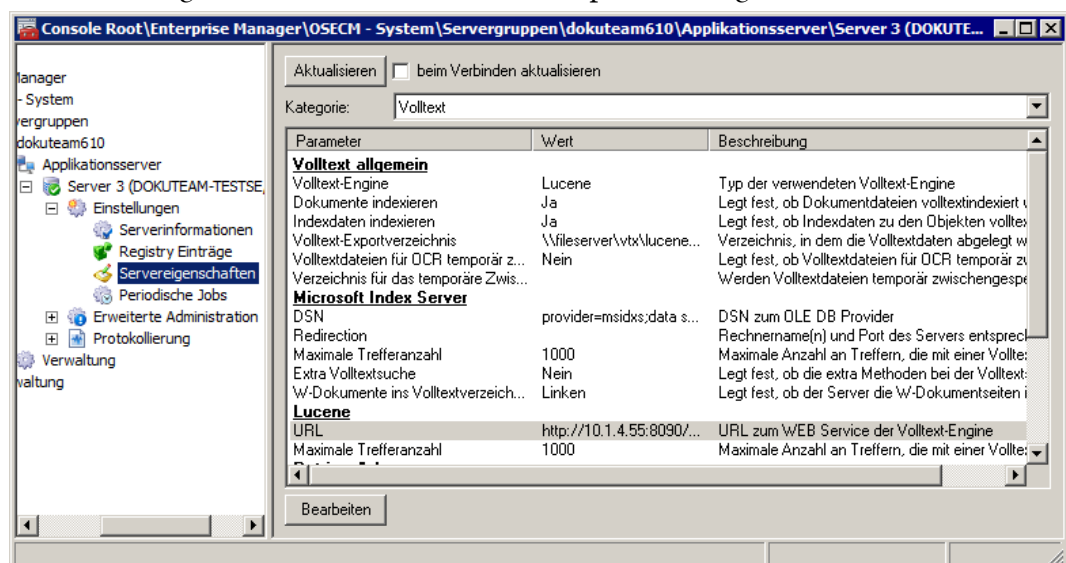 Console Root\Enterprise Manager\OSECM - System\Servergruppen\dokuteam610\Applikationsserver\Server 3 (DOKUTE...
Manager
- System
vergruppen
dokuteam610
Applikationsserver
Server 3 (DOKUTEAM-TESTSE
Einstellungen
Serverinformationen
Registry Einträge
Servereigenschaften
Periodische Jobs
Erweiterte Administration
Protokollierung
Verwaltung
waltung
Aktualisieren beim Verbinden aktualisieren
Kategorie: Volltext
Parameter Wert Beschreibung
Volltext allgemein
Volltext-Engine Lucene Typ der verwendeten Volltext-Engine
Dokumente indexieren Ja Legt fest, ob Dokumentdateien volltextindexiert
Indexdaten indexieren Ja Legt fest, ob Indexdaten zu den Objekten volltex
Volltext-Exportverzeichnis \\fileserver\vtx\lucene... Verzeichnis, in dem die Volltextdaten abgelegt w
Volltextdateien für OCR temporär z... Nein Legt fest, ob Volltextdateien für OCR temporär zw
Verzeichnis für das temporäre Zwis... Werden Volltextdateien temporär zwischengespe
Microsoft Index Server
DSN provider=msidxs;data s... DSN zum OLE DB Provider
Redirection Rechnername(n) und Port des Servers entsprec
Maximale Trefferanzahl 1000 Maximale Anzahl an Treffern, die mit einer Vollte
Extra Volltextsuche Nein Legt fest, ob die extra Methoden bei der Volltext
W-Dokumente ins Volltextverzeich... Linken Legt fest, ob der Server die W-Dokumentseiten i
Lucene
URL http://10.1.4.55:8090/... URL zum WEB Service der Volltext-Engine
Maximale Trefferanzahl 1000 Maximale Anzahl an Treffern, die mit einer Vollte
Bearbeiten